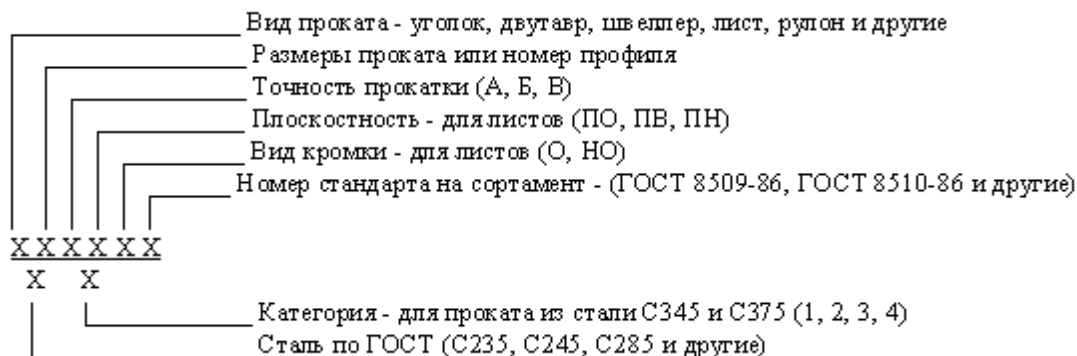 Вид проката - уголок, двутавр, швеллер, лист, рулон и другие
Размеры проката или номер профиля
Точность прокатки (А, Б, В)
Плоскостность - для листов (ПО, ПВ, ПН)
Вид кромки - для листов (О, НО)
Номер стандарта на сортамент - (ГОСТ 8509-86, ГОСТ 8510-86 и другие)
Х Х Х Х Х Х
Х Х
Категория - для проката из стали С345 и С375 (1, 2, 3, 4)
Сталь по ГОСТ (С235, С245, С285 и другие)